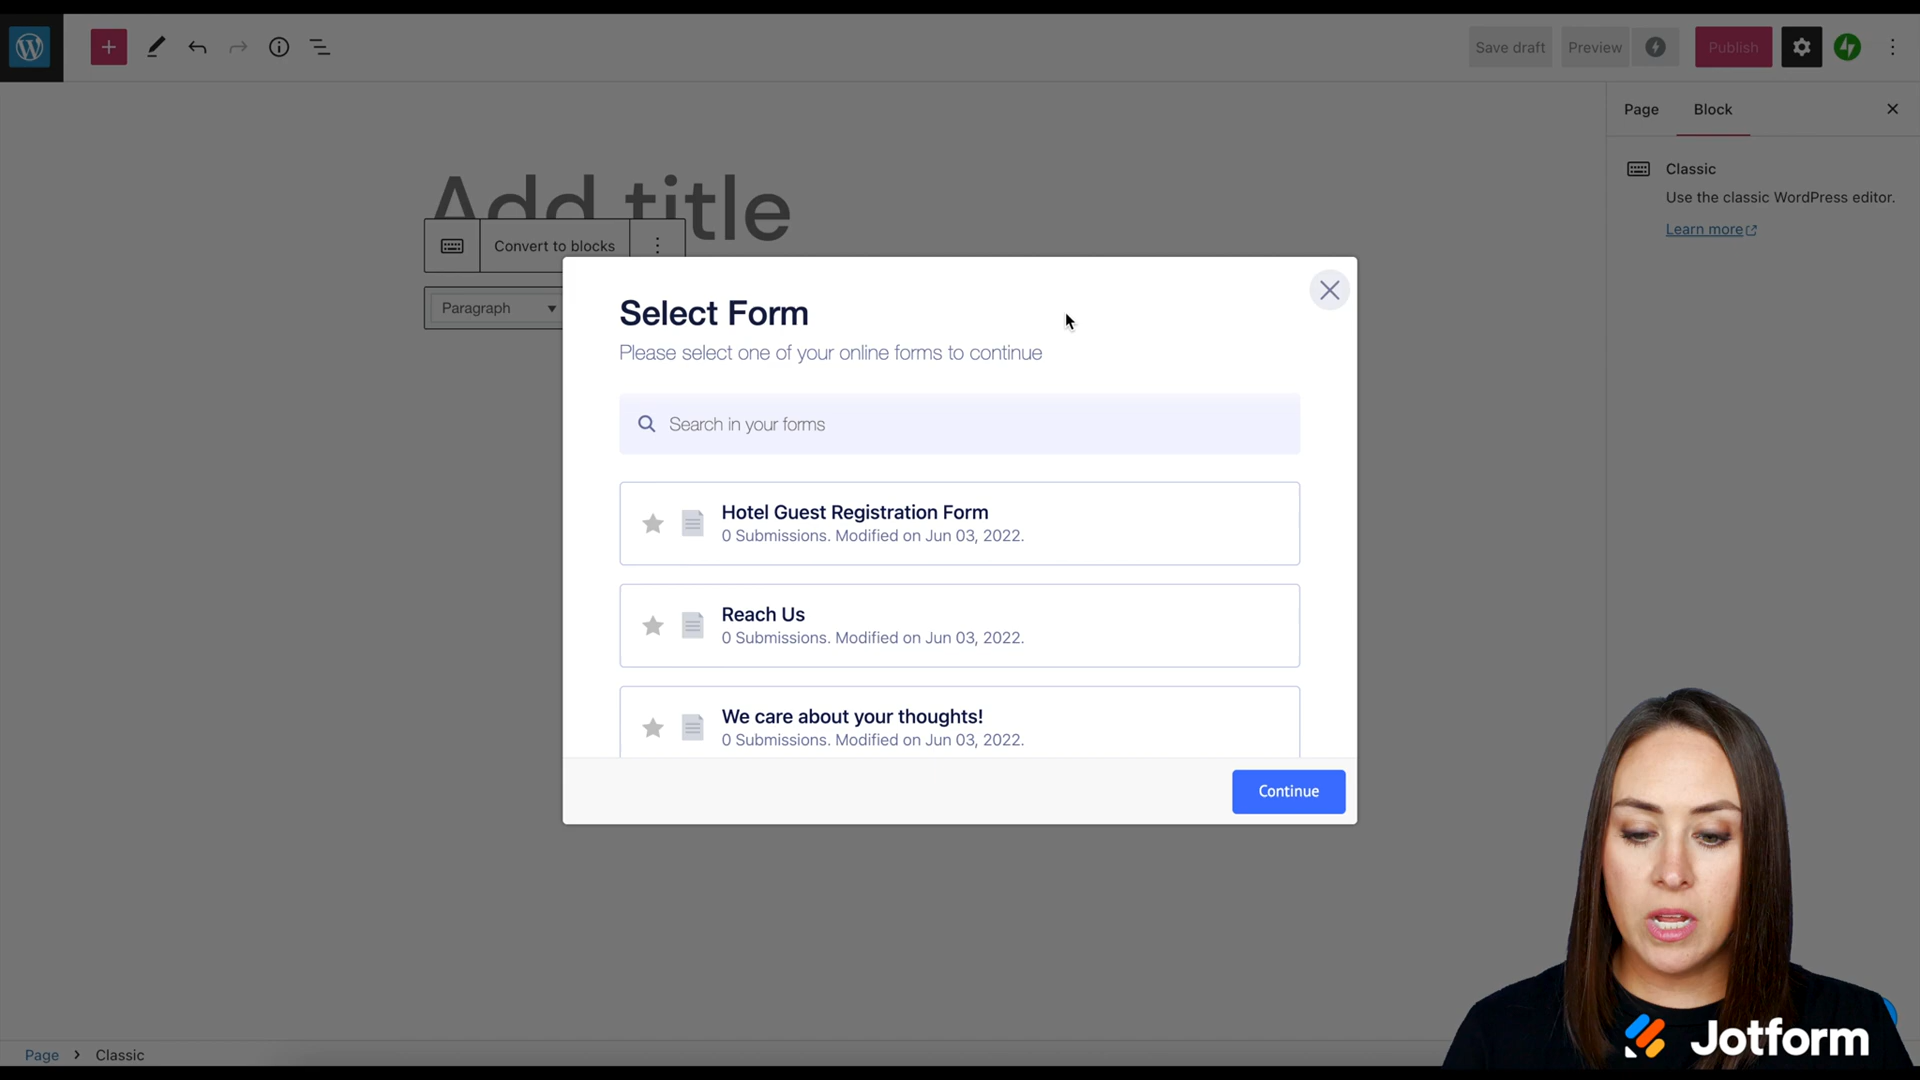 Save draft
Preview
Publish
Page
Block
Classic
Use the classic WordPress editor.
Learn more
Add title
Convert to blocks
Paragraph
Select Form
Please select one of your online forms to continue
Search in your forms
Hotel Guest Registration Form
0 Submissions. Modified on Jun 03, 2022.
Reach Us
0 Submissions. Modified on Jun 03, 2022.
We care about your thoughts!
0 Submissions. Modified on Jun 03, 2022.
Continue
Page > Classic
Jotform